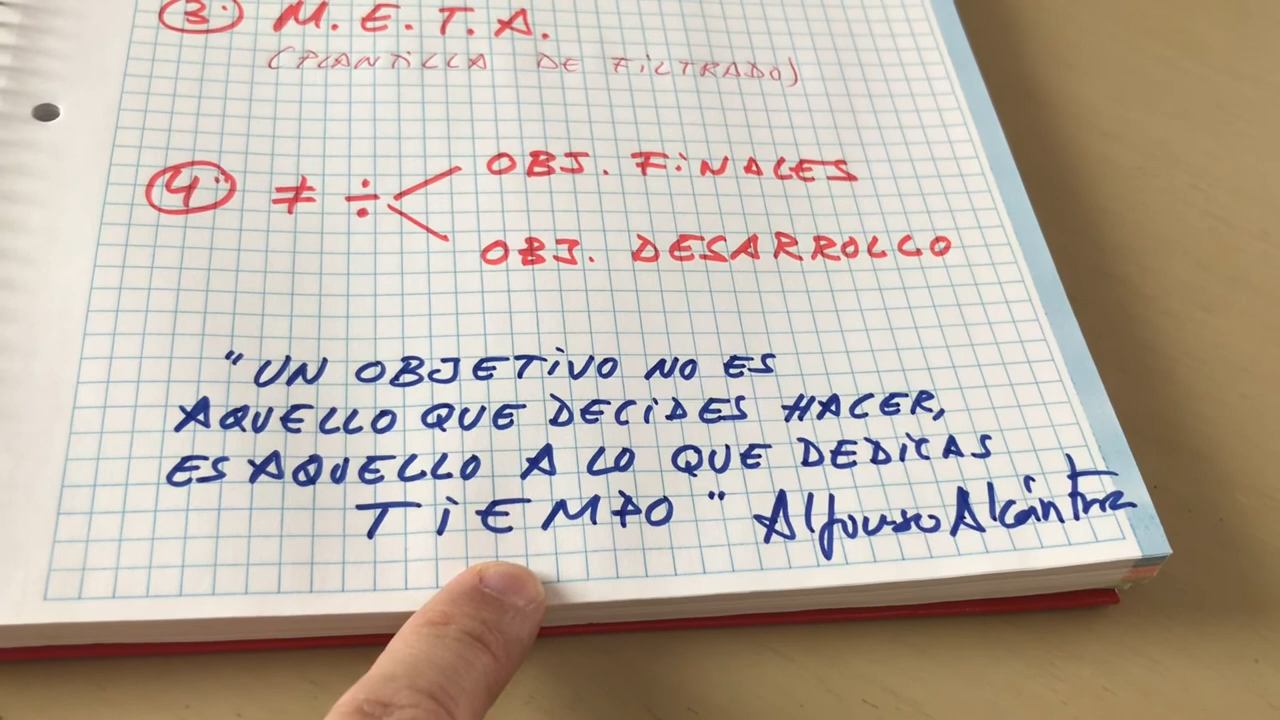 3. M.E.T.A.
(PLANTILLA DE FILTRADO)
4. ≠ ÷ OBJ. FINALES
OBJ. DESARROLLO
"UN OBJETIVO NO ES
AQUELLO QUE DECIDES HACER,
ES AQUELLO A LO QUE DEDICAS
TIEMPO" Alfonso Alcántara